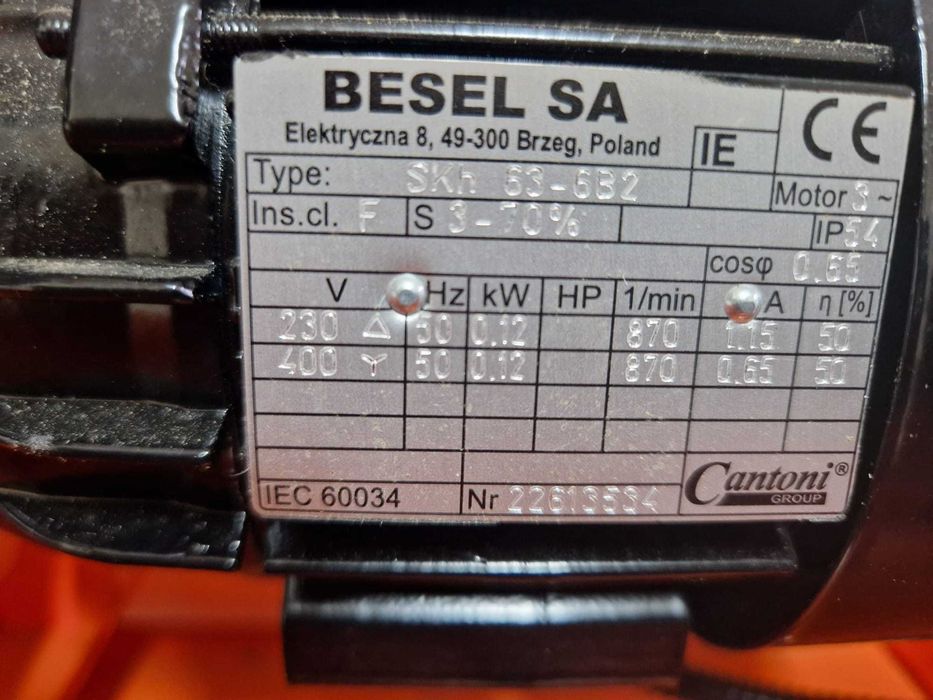 BESEL SA
Elektryczna 8, 49-300 Brzeg, Poland
IE
CE
Type: SKh 63-6B2
Motor 3 ~
Ins.cl. F S 3-70% IP54
cosφ 0.65
V Hz kW HP 1/min A η [%]
230 Δ 50 0.12 870 1.15 50
400 Y 50 0.12 870 0.65 50
IEC 60034 Nr 22613534
Cantoni®
GROUP